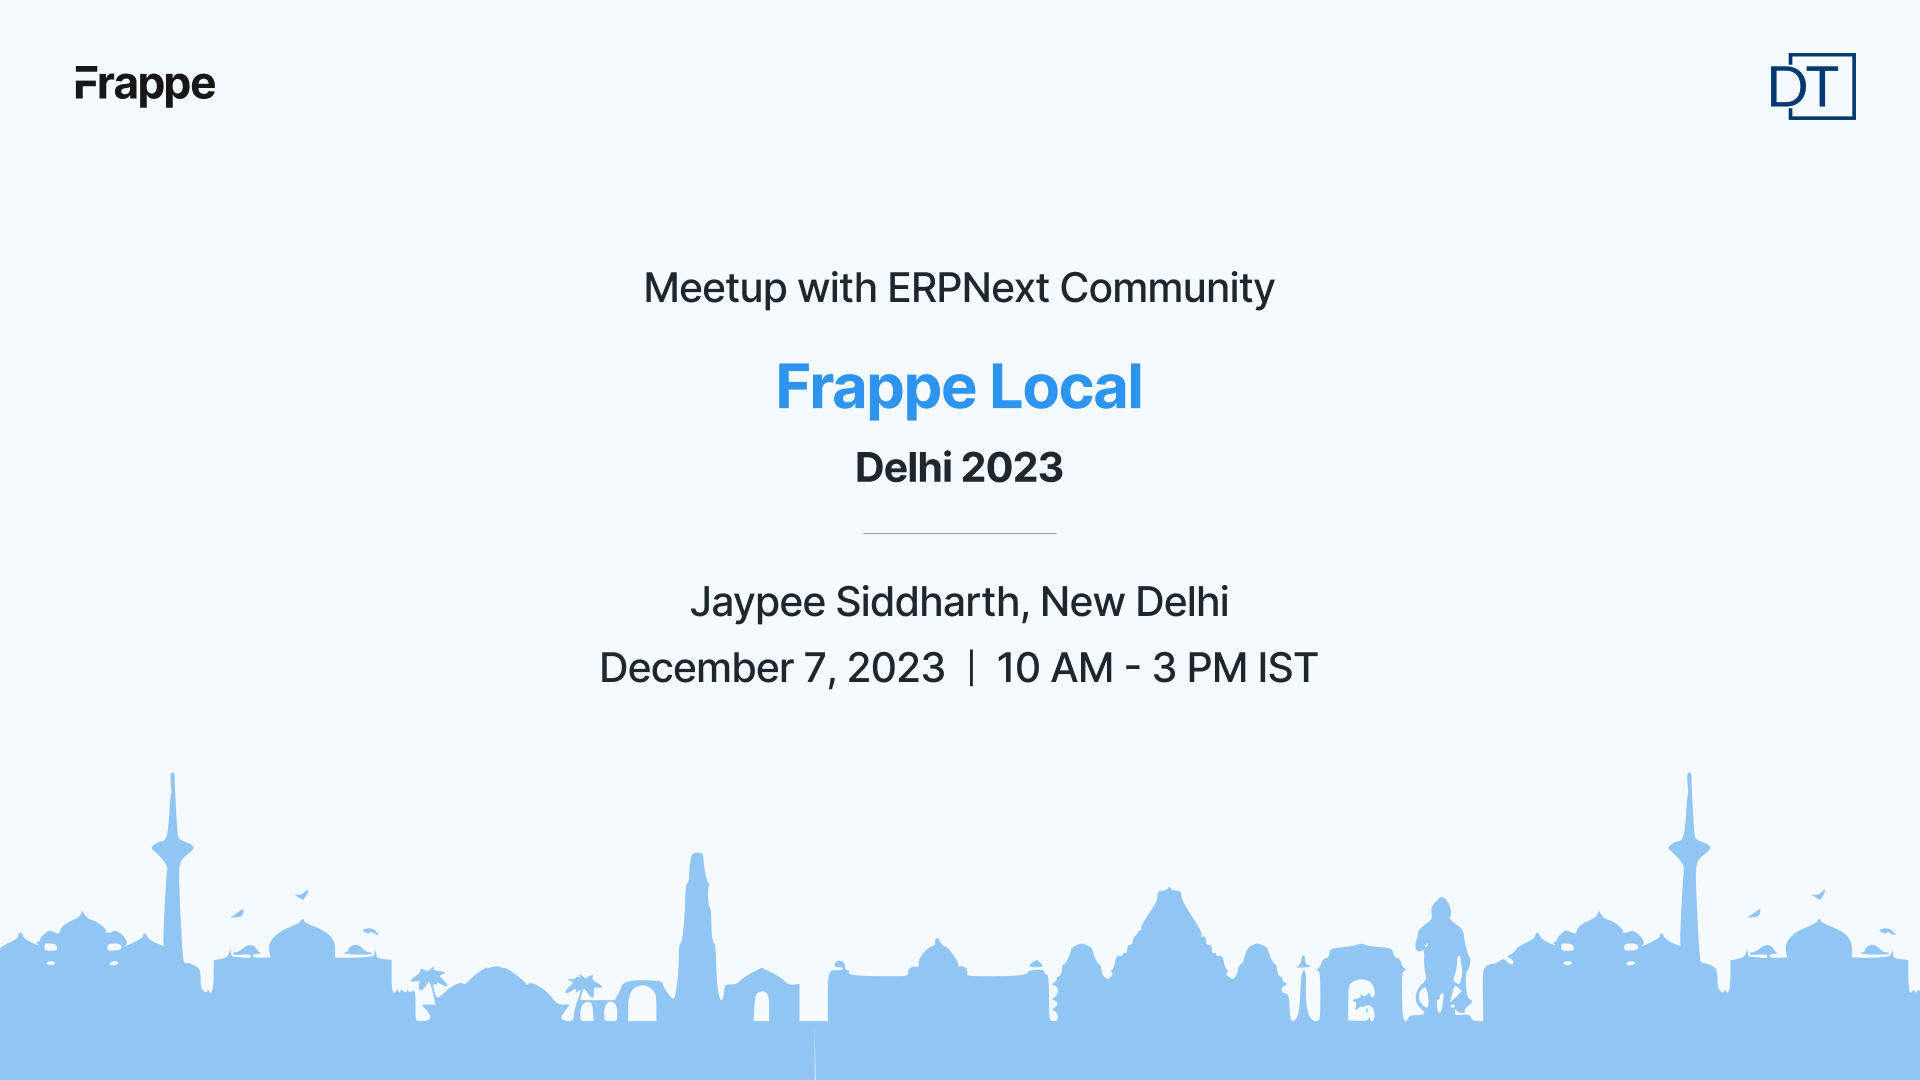 Frappe
DT
Meetup with ERPNext Community
Frappe Local
Delhi 2023
Jaypee Siddharth, New Delhi
December 7, 2023 | 10 AM - 3 PM IST